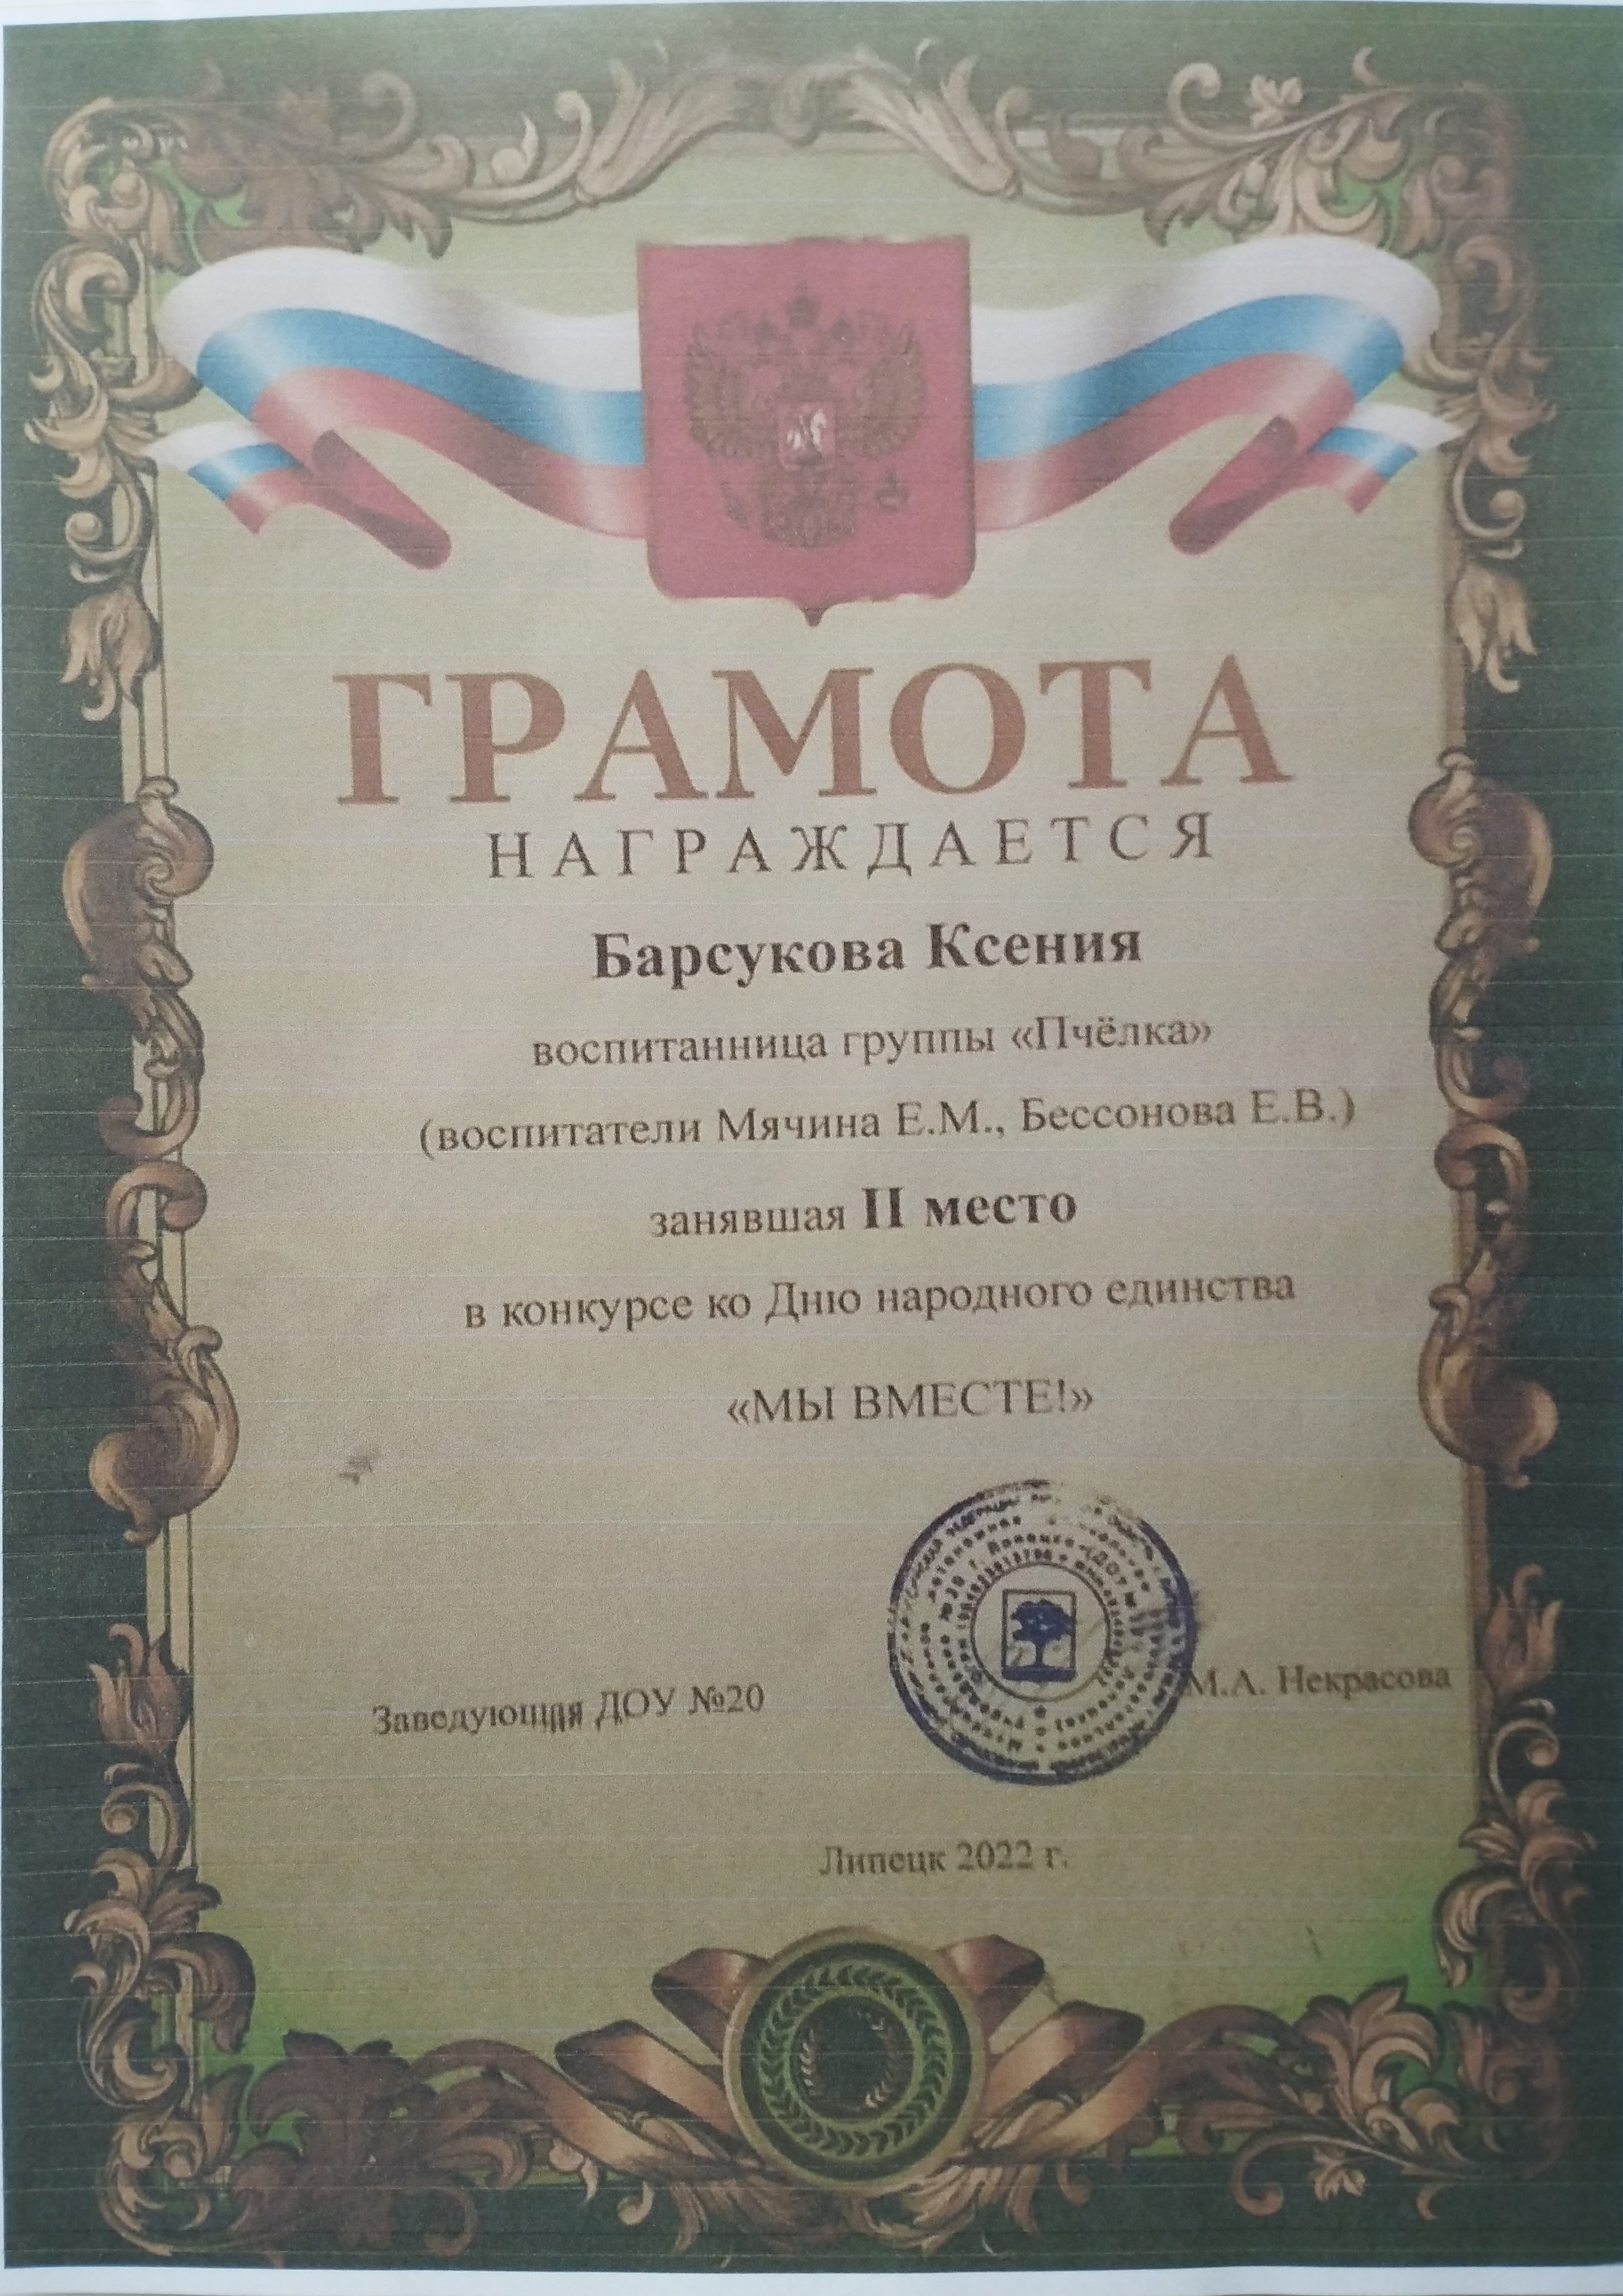 ГРАМОТА
НАГРАЖДАЕТСЯ
Барсукова Ксения
воспитанница группы «Пчёлка»
(воспитатели Мячина Е.М., Бессонова Е.В.)
занявшая II место
в конкурсе ко Дню народного единства
«МЫ ВМЕСТЕ!»
Заведующая ДОУ №20
М.А. Некрасова
Липецк 2022 г.